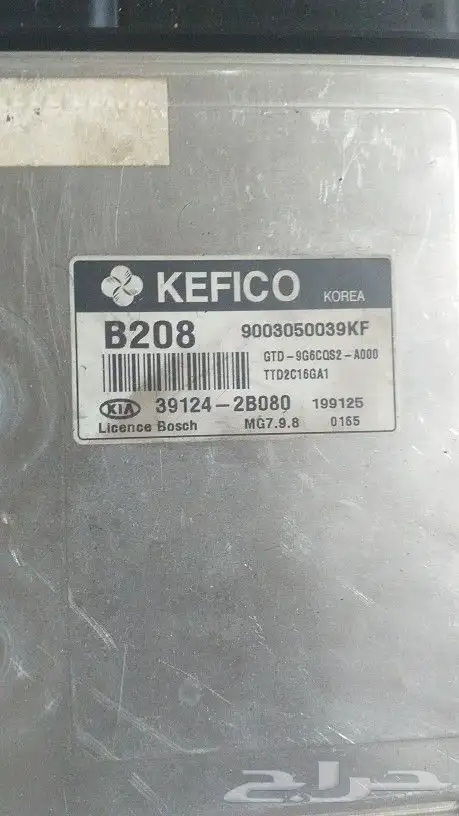 KEFICO KOREA
B208 9003050039KF
GTD-9G6CQS2-A000
TTD2C16GA1
KIA 39124-2B080 199125
Licence Bosch MG7.9.8 0165
حراج